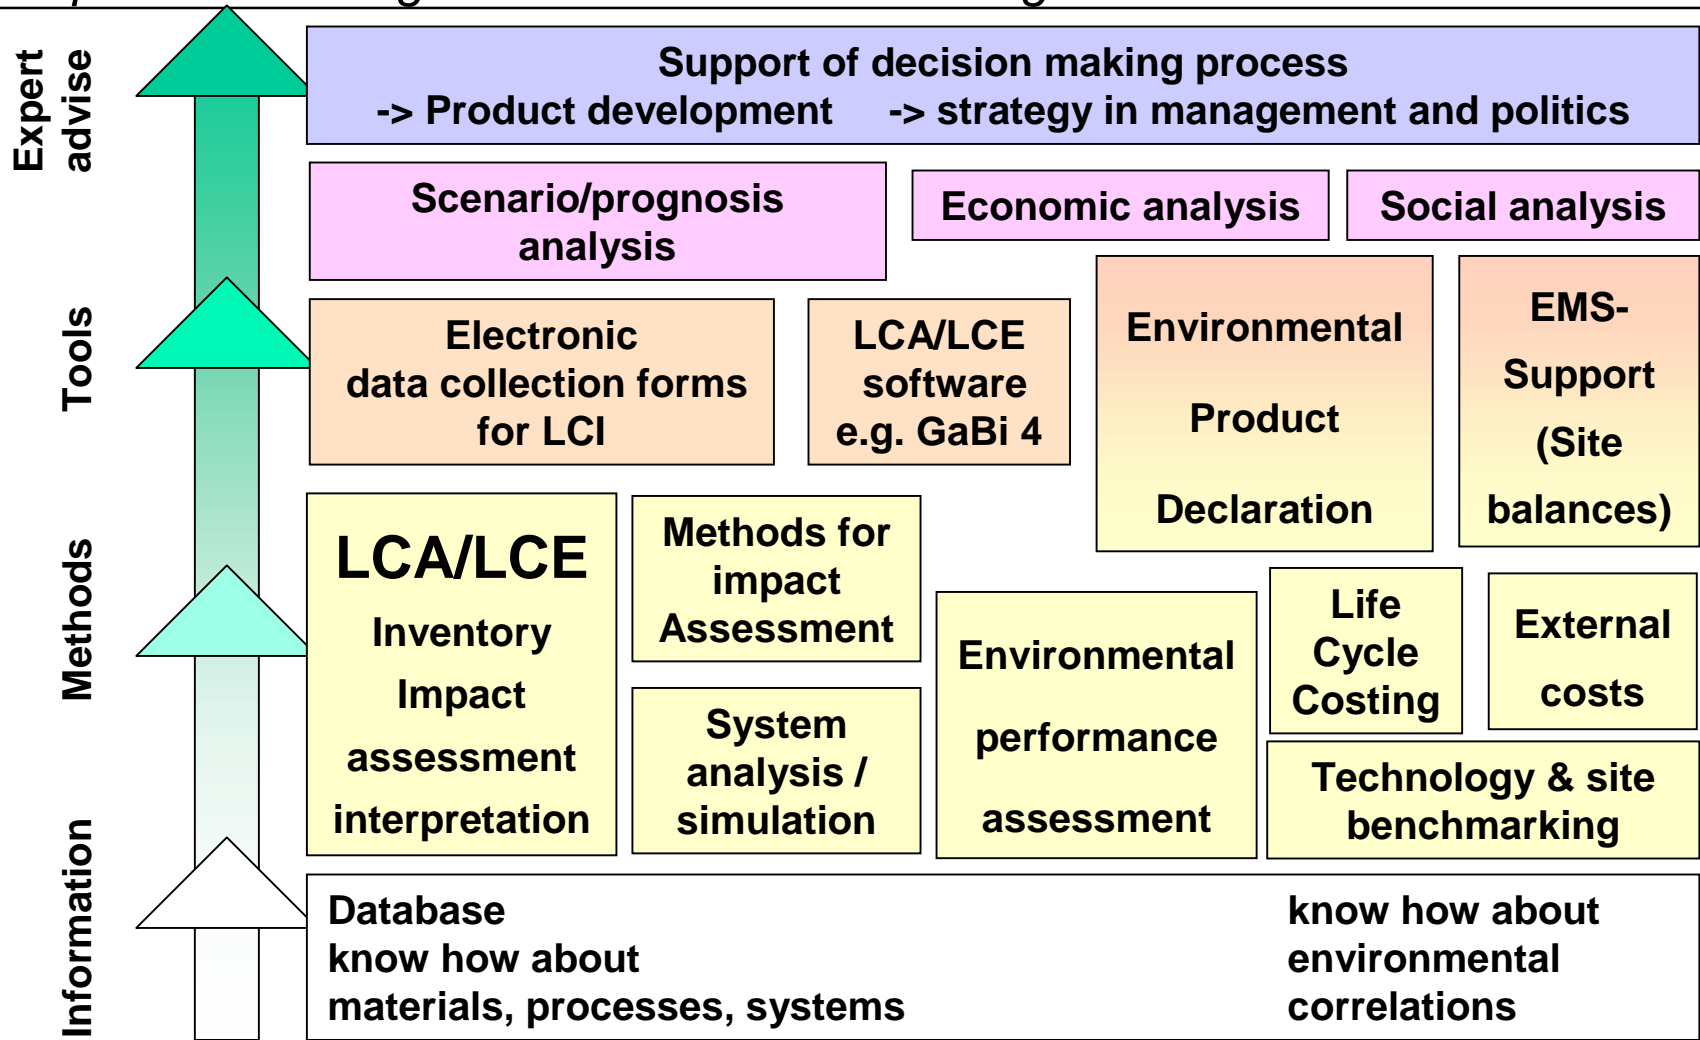 Expert
advise
Support of decision making process
-> Product development -> strategy in management and politics
Scenario/prognosis
analysis
Economic analysis
Social analysis
Tools
Electronic
data collection forms
for LCI
LCA/LCE
software
e.g. GaBi 4
Environmental
Product
Declaration
EMS-
Support
(Site
balances)
Methods
LCA/LCE
Inventory
Impact
assessment
interpretation
Methods for
impact
Assessment
System
analysis /
simulation
Environmental
performance
assessment
Life
Cycle
Costing
External
costs
Technology & site
benchmarking
Information
Database
know how about
materials, processes, systems
know how about
environmental
correlations